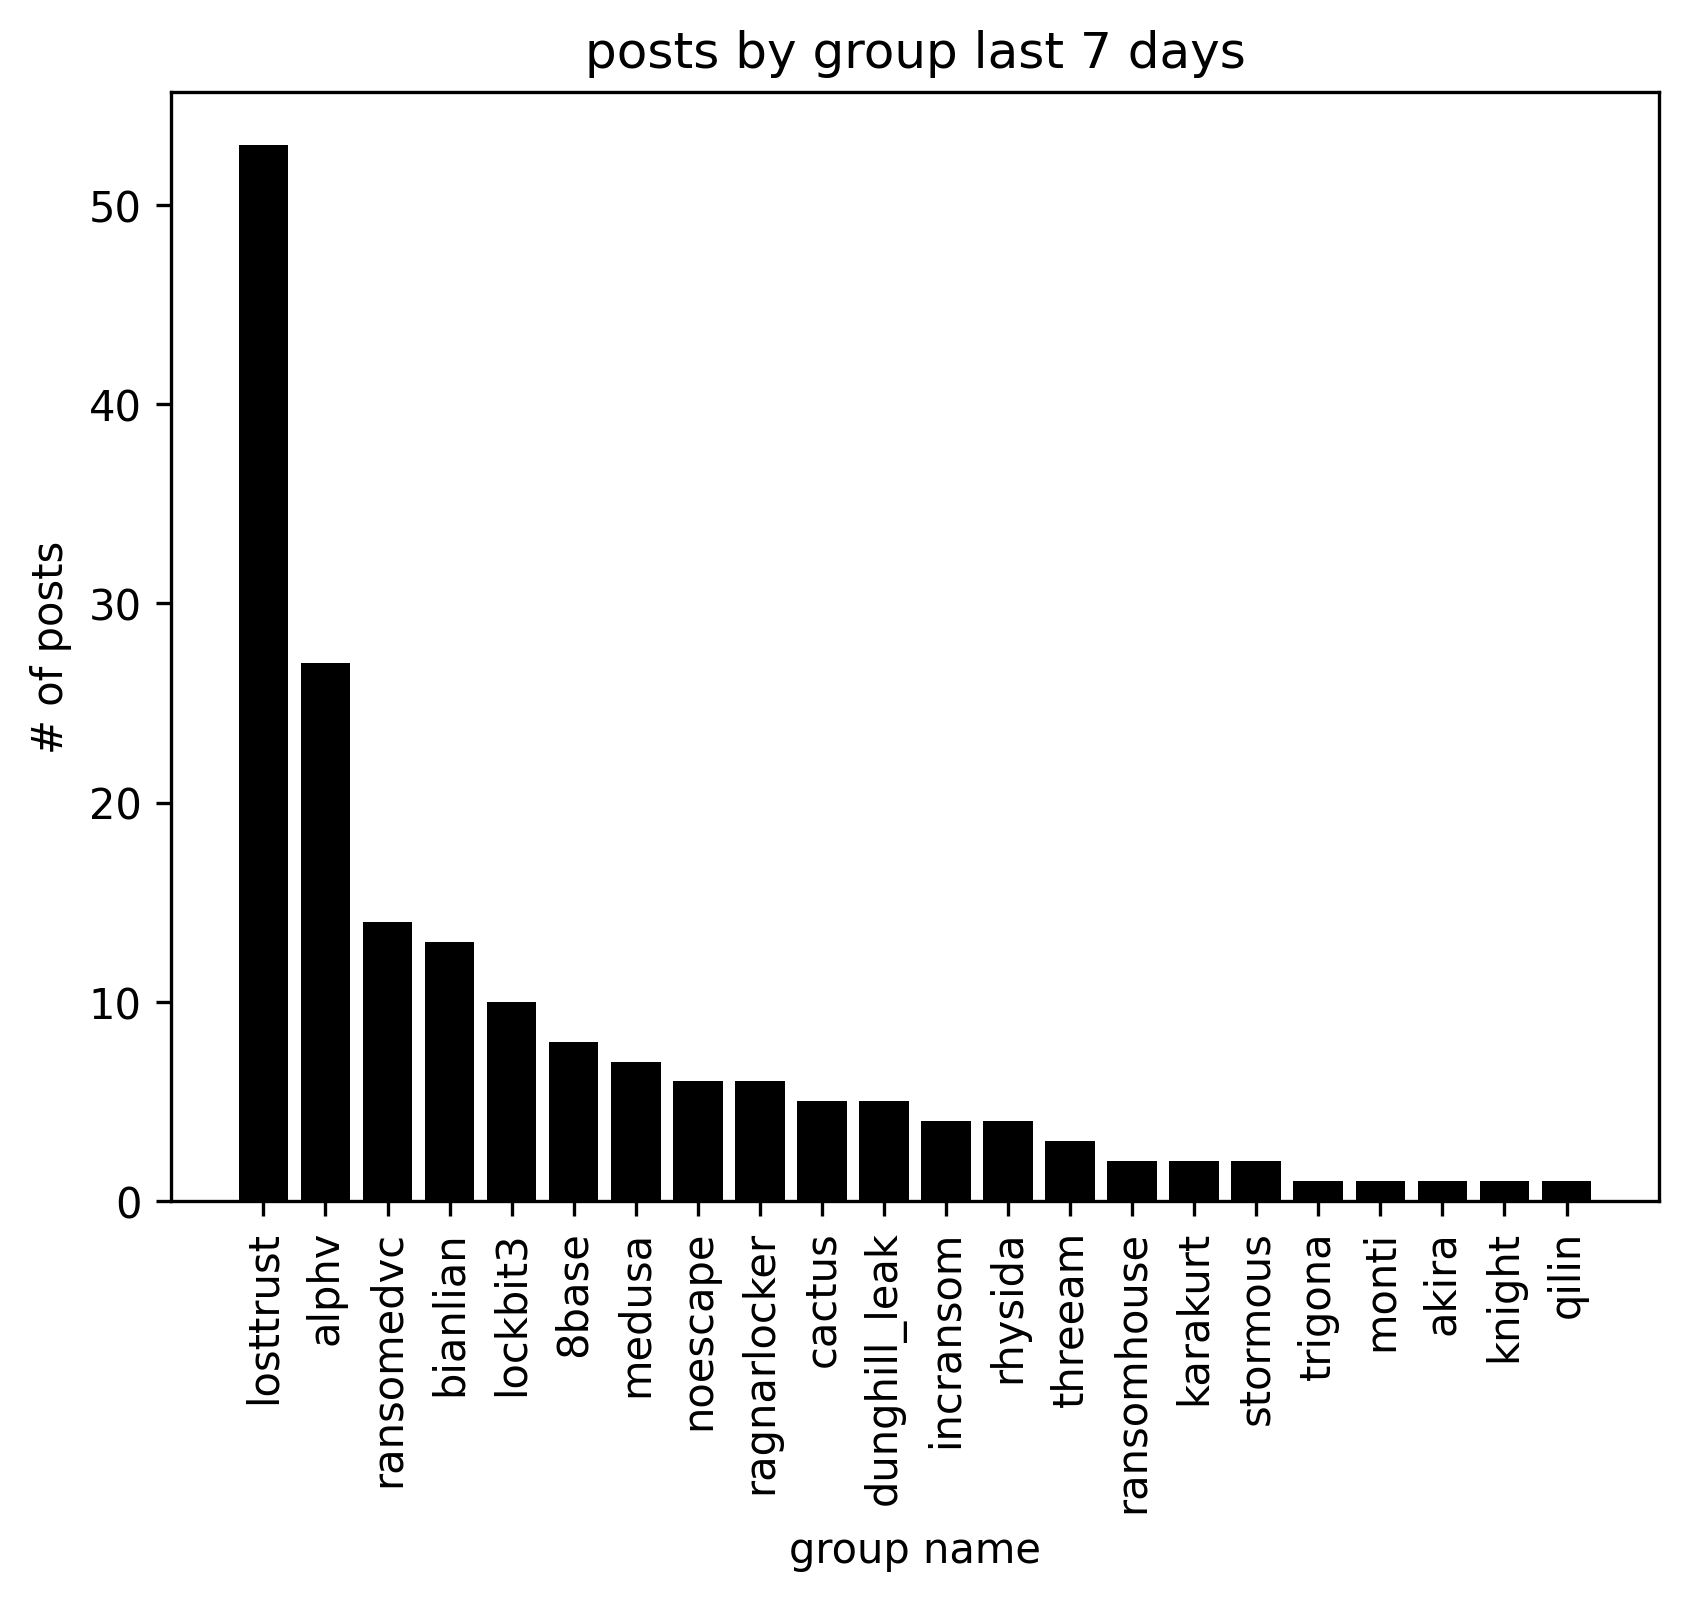 posts by group last 7 days
# of posts
50
40
30
20
10
0
losttrust
alphv
ransomedvc
bianlian
lockbit3
8base
medusa
noescape
ragnarlocker
cactus
dunghill_leak
incransom
rhysida
threeam
ransomhouse
karakurt
stormous
trigona
monti
akira
knight
qilin
group name